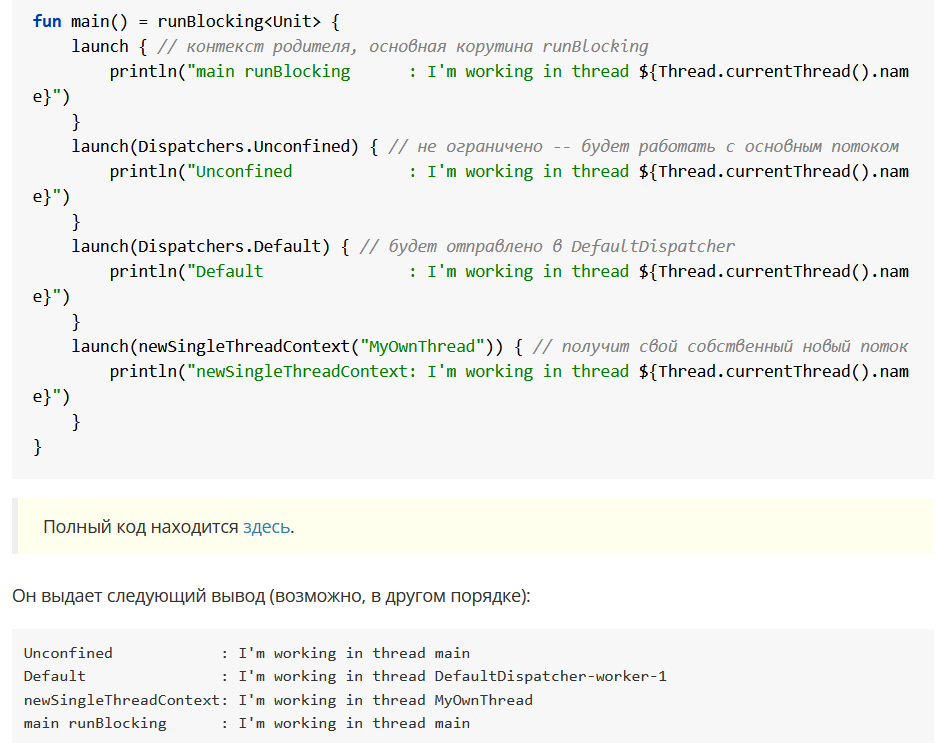 fun main() = runBlocking<Unit> {
    launch { // контекст родителя, основная корутина runBlocking
        println("main runBlocking      : I'm working in thread ${Thread.currentThread().nam
e}")
    }
    launch(Dispatchers.Unconfined) { // не ограничено -- будет работать с основным потоком
        println("Unconfined            : I'm working in thread ${Thread.currentThread().nam
e}")
    }
    launch(Dispatchers.Default) { // будет отправлено в DefaultDispatcher
        println("Default               : I'm working in thread ${Thread.currentThread().nam
e}")
    }
    launch(newSingleThreadContext("MyOwnThread")) { // получит свой собственный новый поток
        println("newSingleThreadContext: I'm working in thread ${Thread.currentThread().nam
e}")
    }
}
Полный код находится здесь.
Он выдает следующий вывод (возможно, в другом порядке):
Unconfined            : I'm working in thread main
Default               : I'm working in thread DefaultDispatcher-worker-1
newSingleThreadContext: I'm working in thread MyOwnThread
main runBlocking      : I'm working in thread main